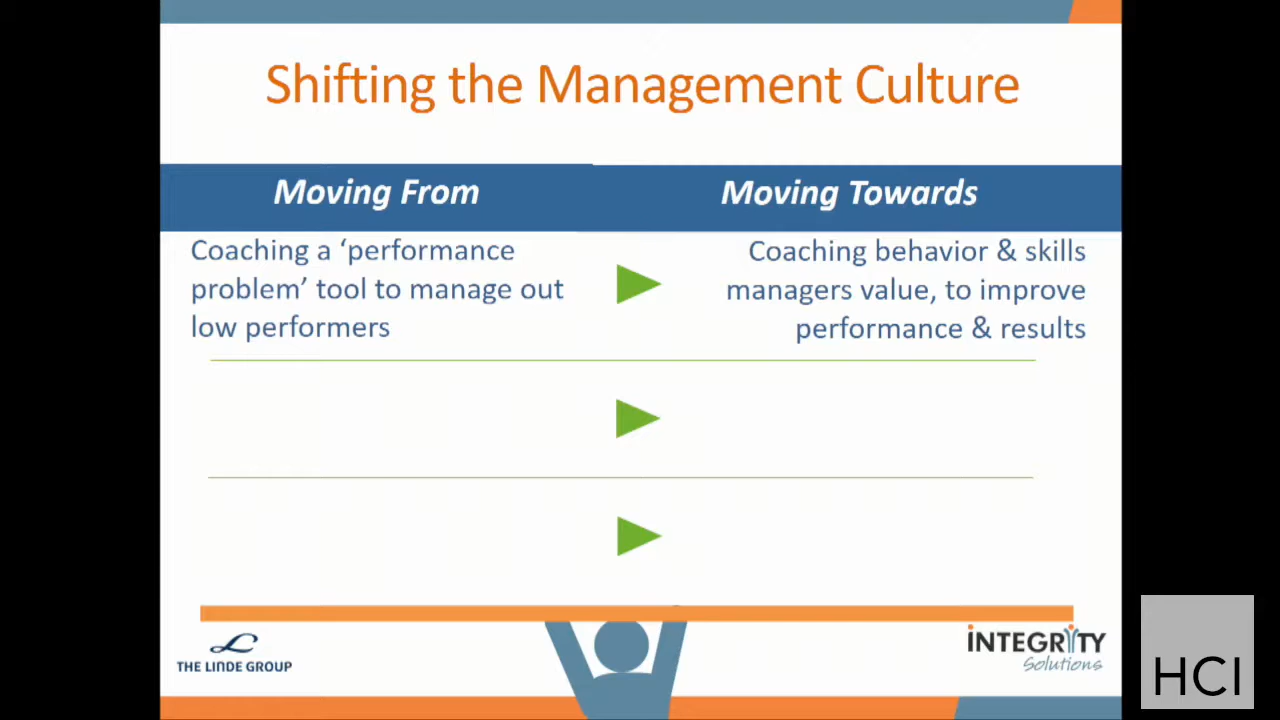 Shifting the Management Culture
Moving From
Moving Towards
Coaching a ‘performance
problem’ tool to manage out
low performers
Coaching behavior & skills
managers value, to improve
performance & results
THE LINDE GROUP
INTEGRITY
Solutions
HCI